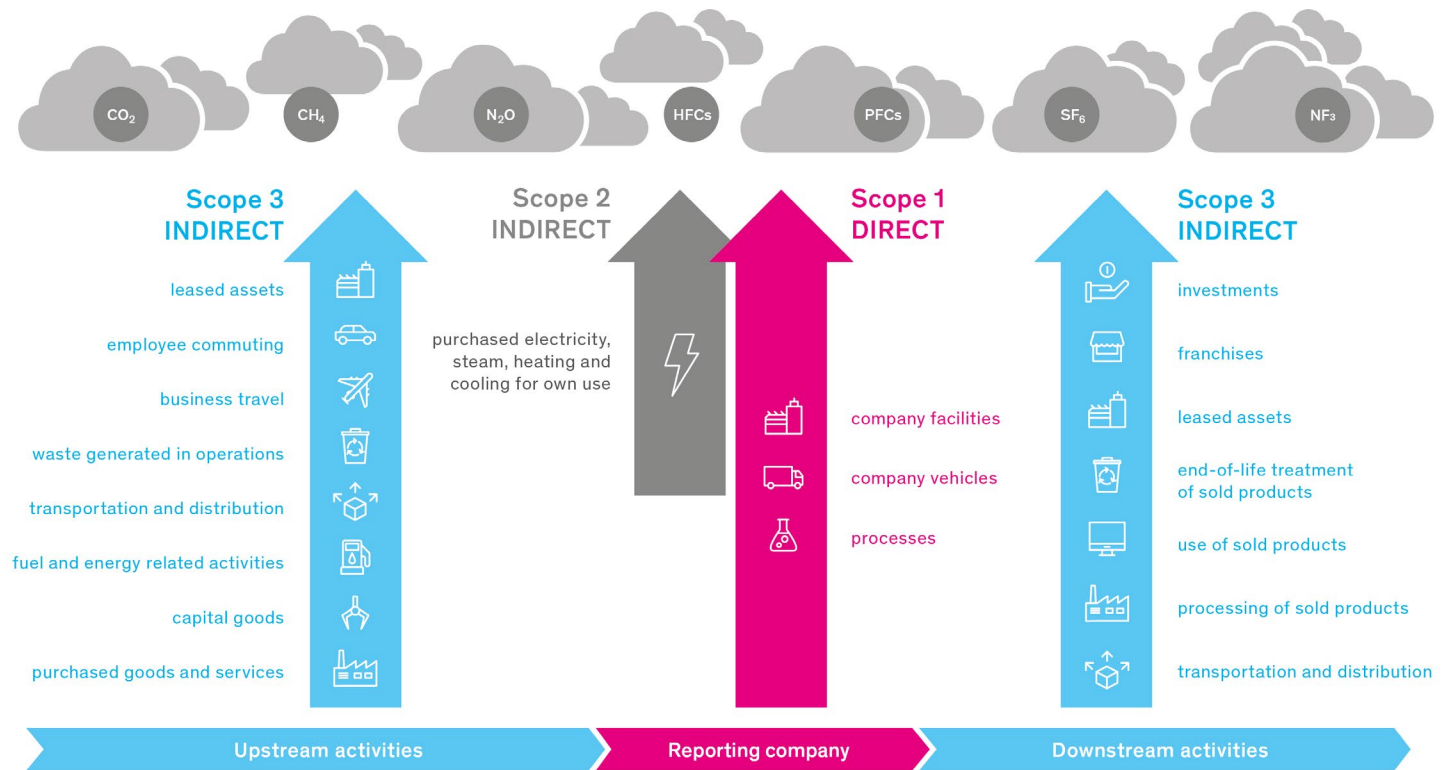 CO₂
CH₄
N₂O
HFCs
PFCs
SF₆
NF₃
Scope 3
INDIRECT
leased assets
employee commuting
business travel
waste generated in operations
transportation and distribution
fuel and energy related activities
capital goods
purchased goods and services
Scope 2
INDIRECT
purchased electricity,
steam, heating and
cooling for own use
Scope 1
DIRECT
company facilities
company vehicles
processes
Scope 3
INDIRECT
investments
franchises
leased assets
end-of-life treatment
of sold products
use of sold products
processing of sold products
transportation and distribution
Upstream activities
Reporting company
Downstream activities